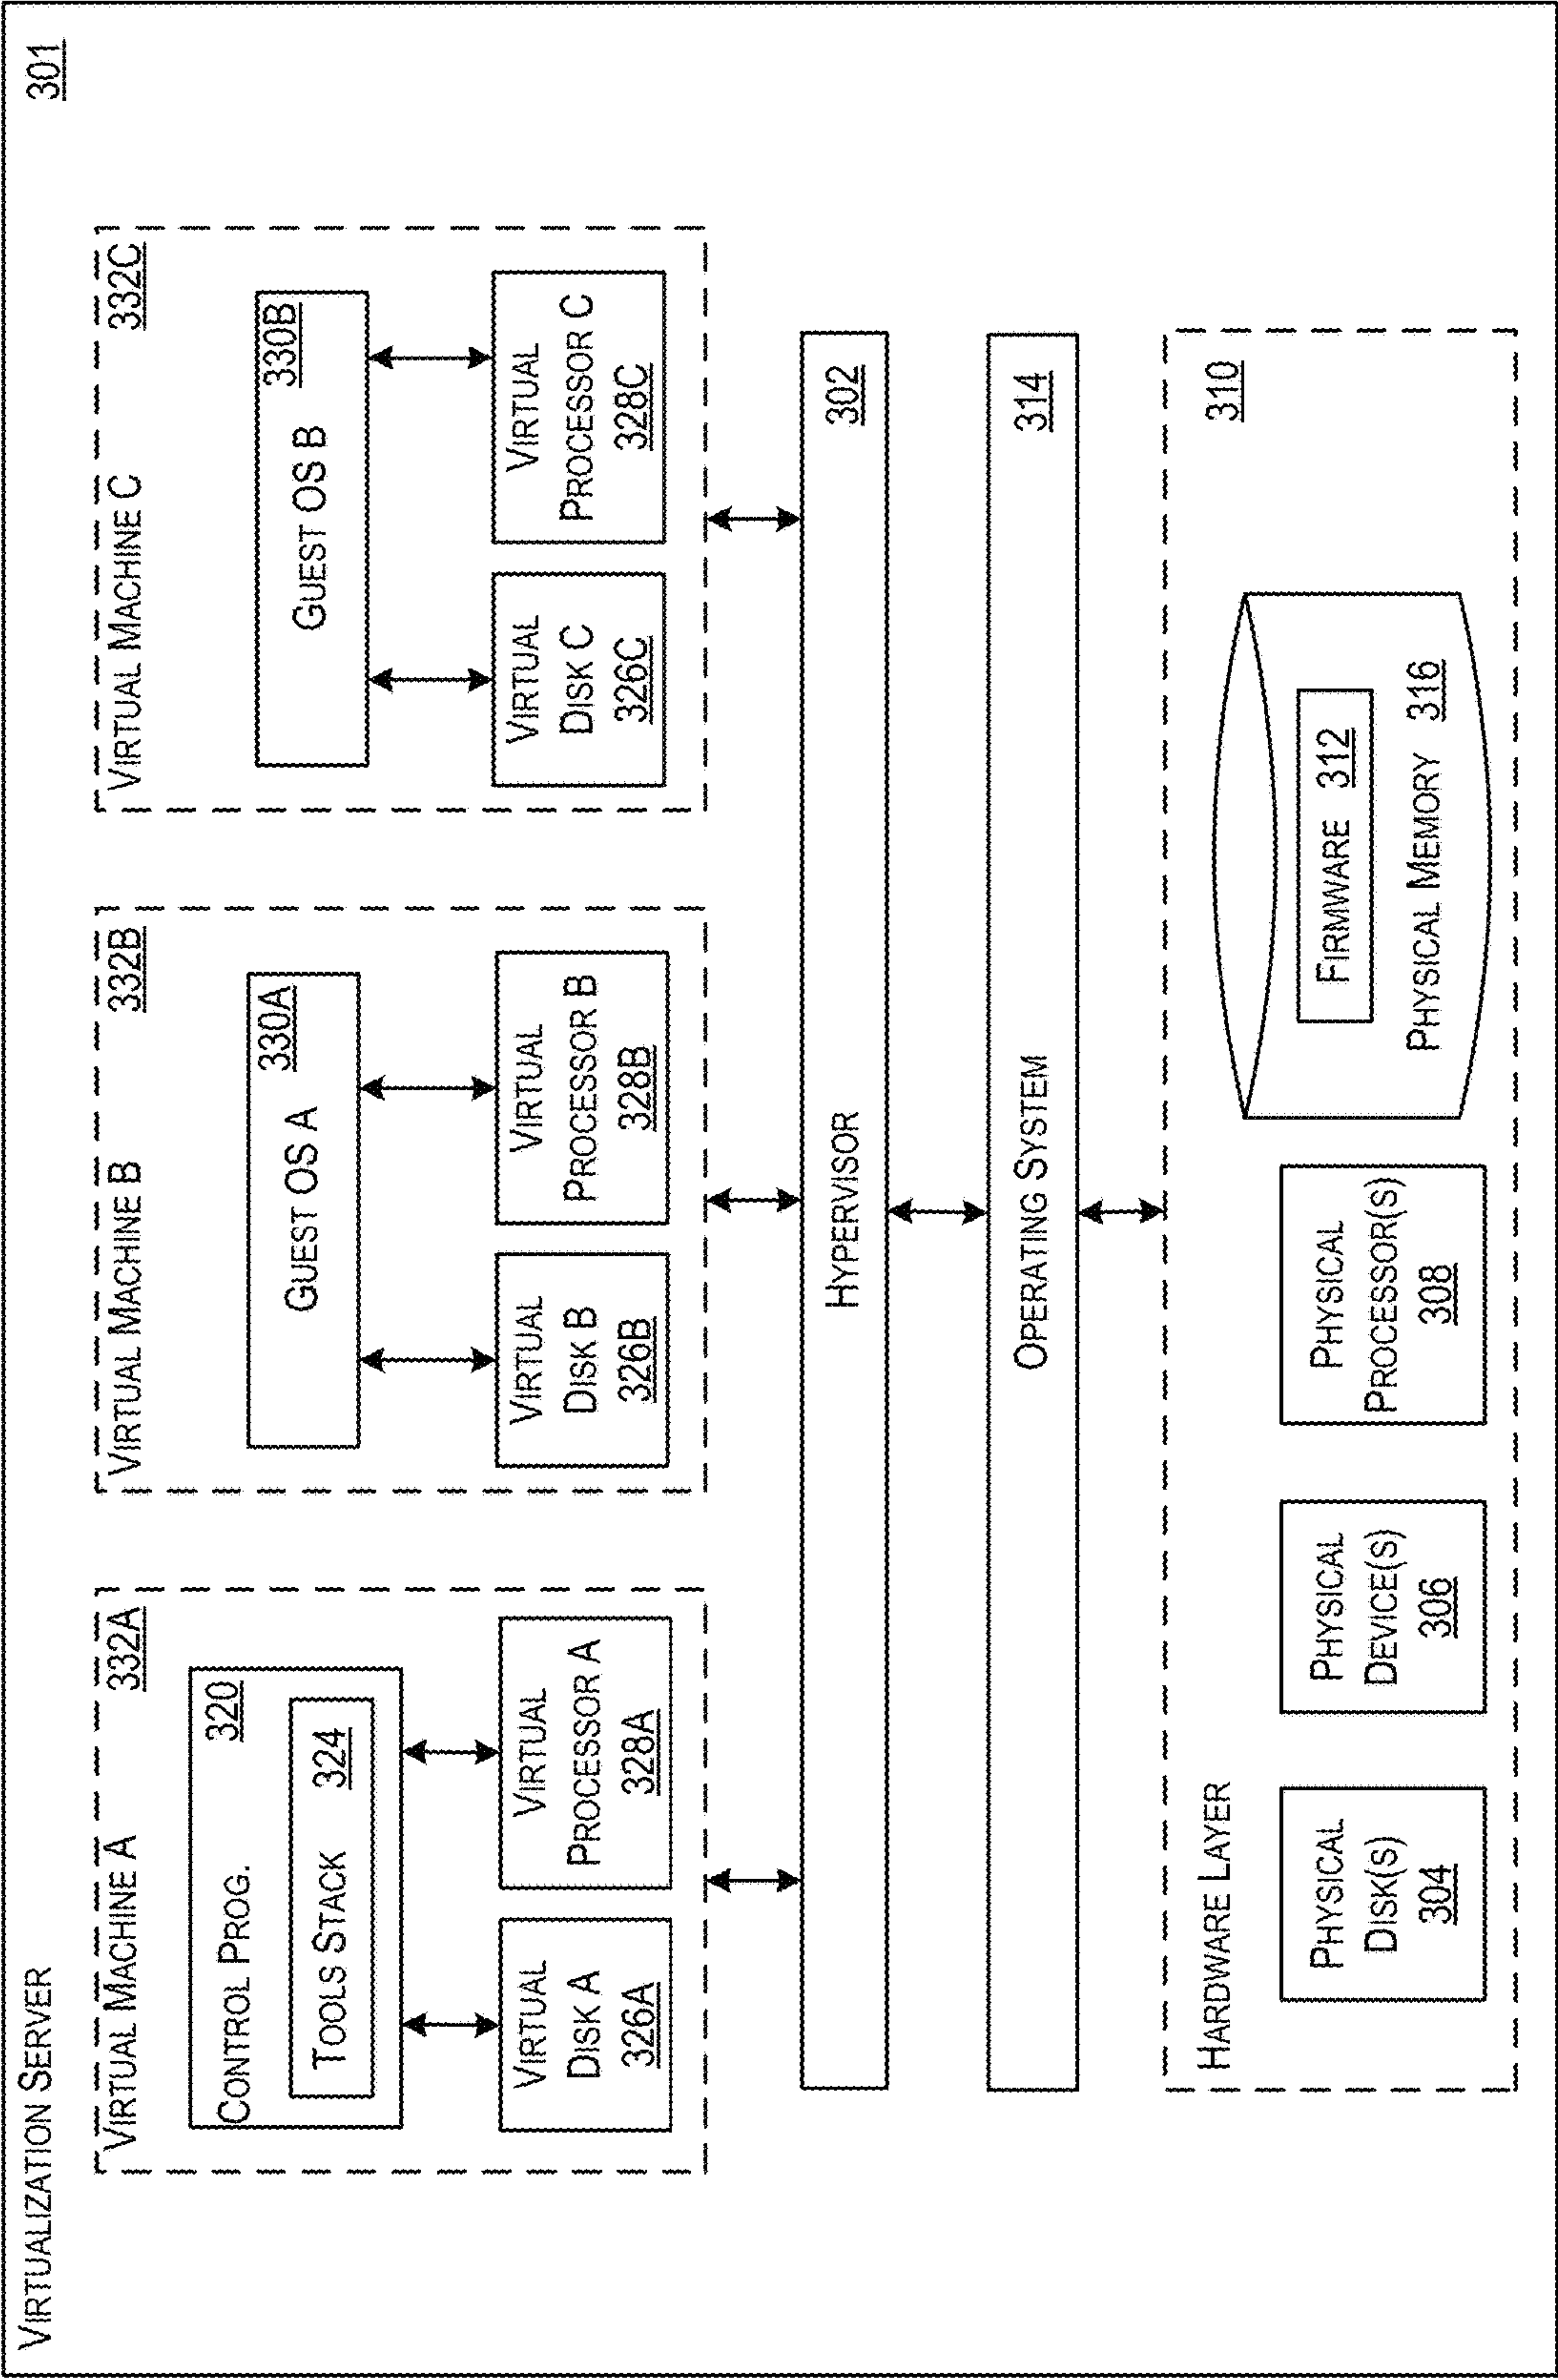 VIRTUALIZATION SERVER
301
VIRTUAL MACHINE A
332A
CONTROL PROG.
320
TOOLS STACK 324
VIRTUAL
DISK A
326A
VIRTUAL
PROCESSOR A
328A
VIRTUAL MACHINE B
332B
GUEST OS A
330A
VIRTUAL
DISK B
326B
VIRTUAL
PROCESSOR B
328B
VIRTUAL MACHINE C
332C
GUEST OS B
330B
VIRTUAL
DISK C
326C
VIRTUAL
PROCESSOR C
328C
HYPERVISOR
302
OPERATING SYSTEM
314
HARDWARE LAYER
310
PHYSICAL
DISK(S)
304
PHYSICAL
DEVICE(S)
306
PHYSICAL
PROCESSOR(S)
308
FIRMWARE 312
PHYSICAL MEMORY 316